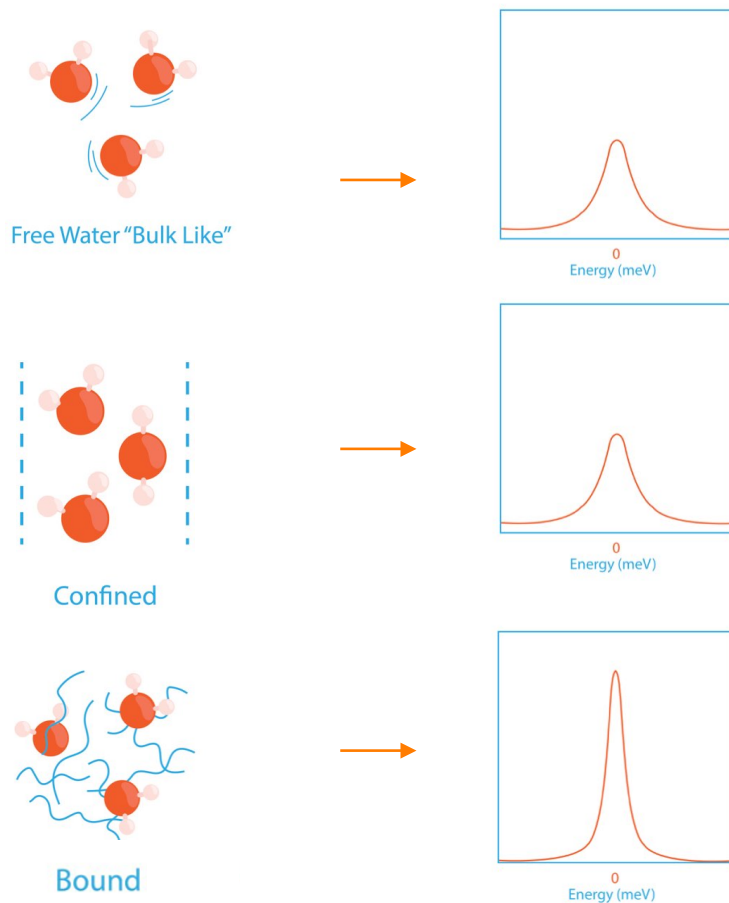 Free Water "Bulk Like"
0
Energy (meV)
Confined
0
Energy (meV)
Bound
0
Energy (meV)